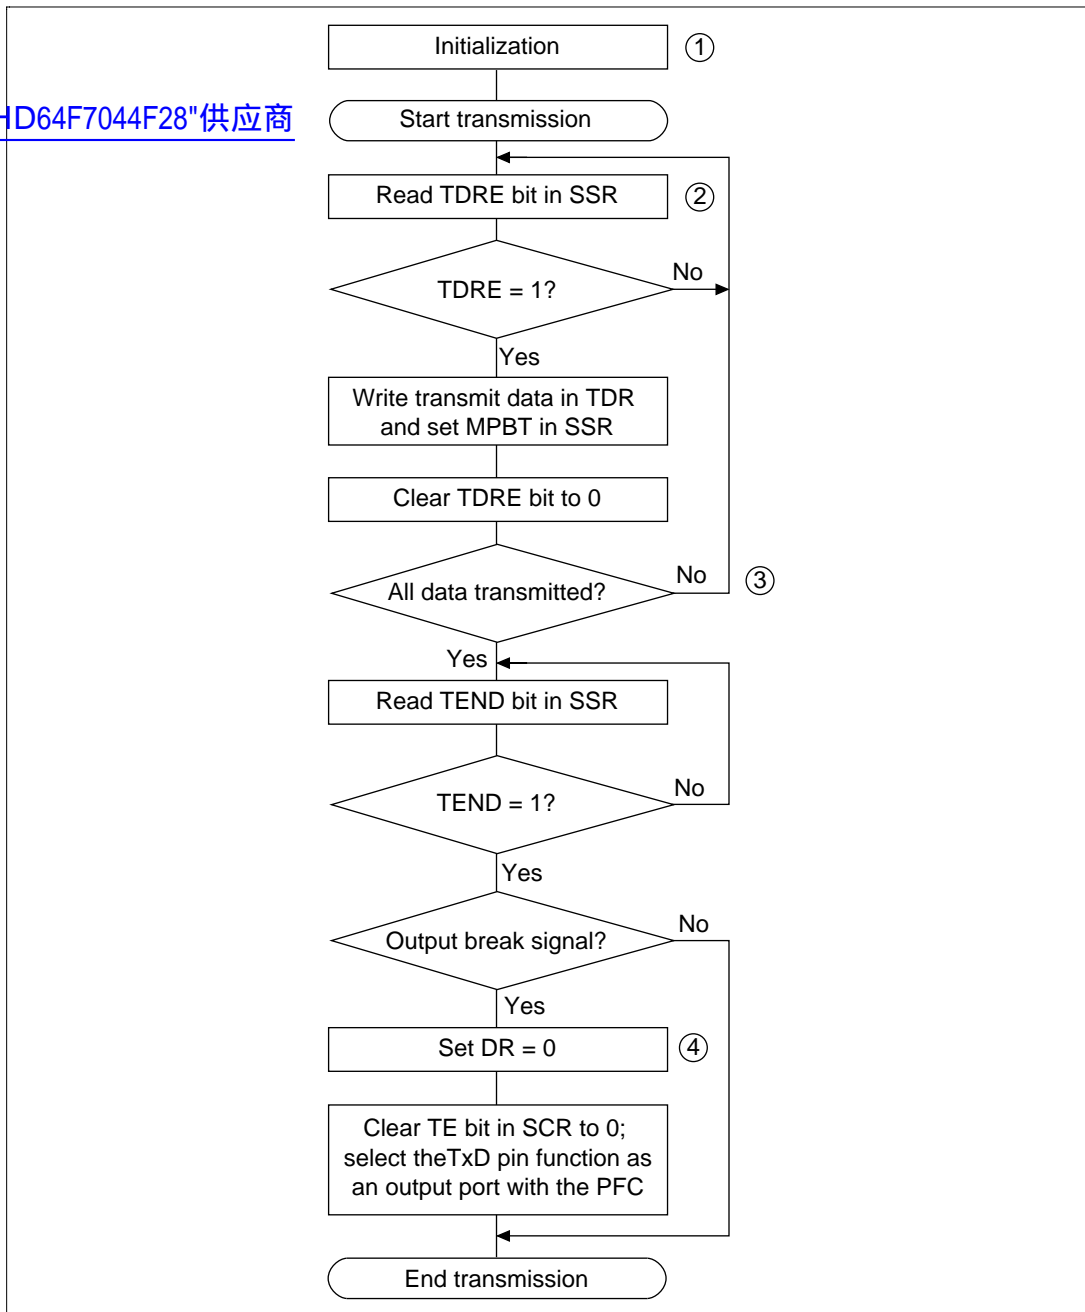 Initialization ①
HD64F7044F28"供应商
Start transmission
Read TDRE bit in SSR ②
TDRE = 1?
No
Yes
Write transmit data in TDR
and set MPBT in SSR
Clear TDRE bit to 0
All data transmitted?
No ③
Yes
Read TEND bit in SSR
TEND = 1?
No
Yes
Output break signal?
No
Yes
Set DR = 0 ④
Clear TE bit in SCR to 0;
select theTxD pin function as
an output port with the PFC
End transmission